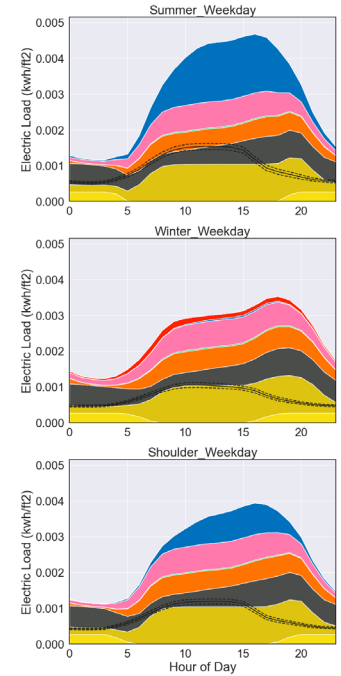 Summer_Weekday
Electric Load (kwh/ft2)
0.005
0.004
0.003
0.002
0.001
0.000
0 5 10 15 20
Winter_Weekday
Electric Load (kwh/ft2)
0.005
0.004
0.003
0.002
0.001
0.000
0 5 10 15 20
Shoulder_Weekday
Electric Load (kwh/ft2)
0.005
0.004
0.003
0.002
0.001
0.000
0 5 10 15 20
Hour of Day